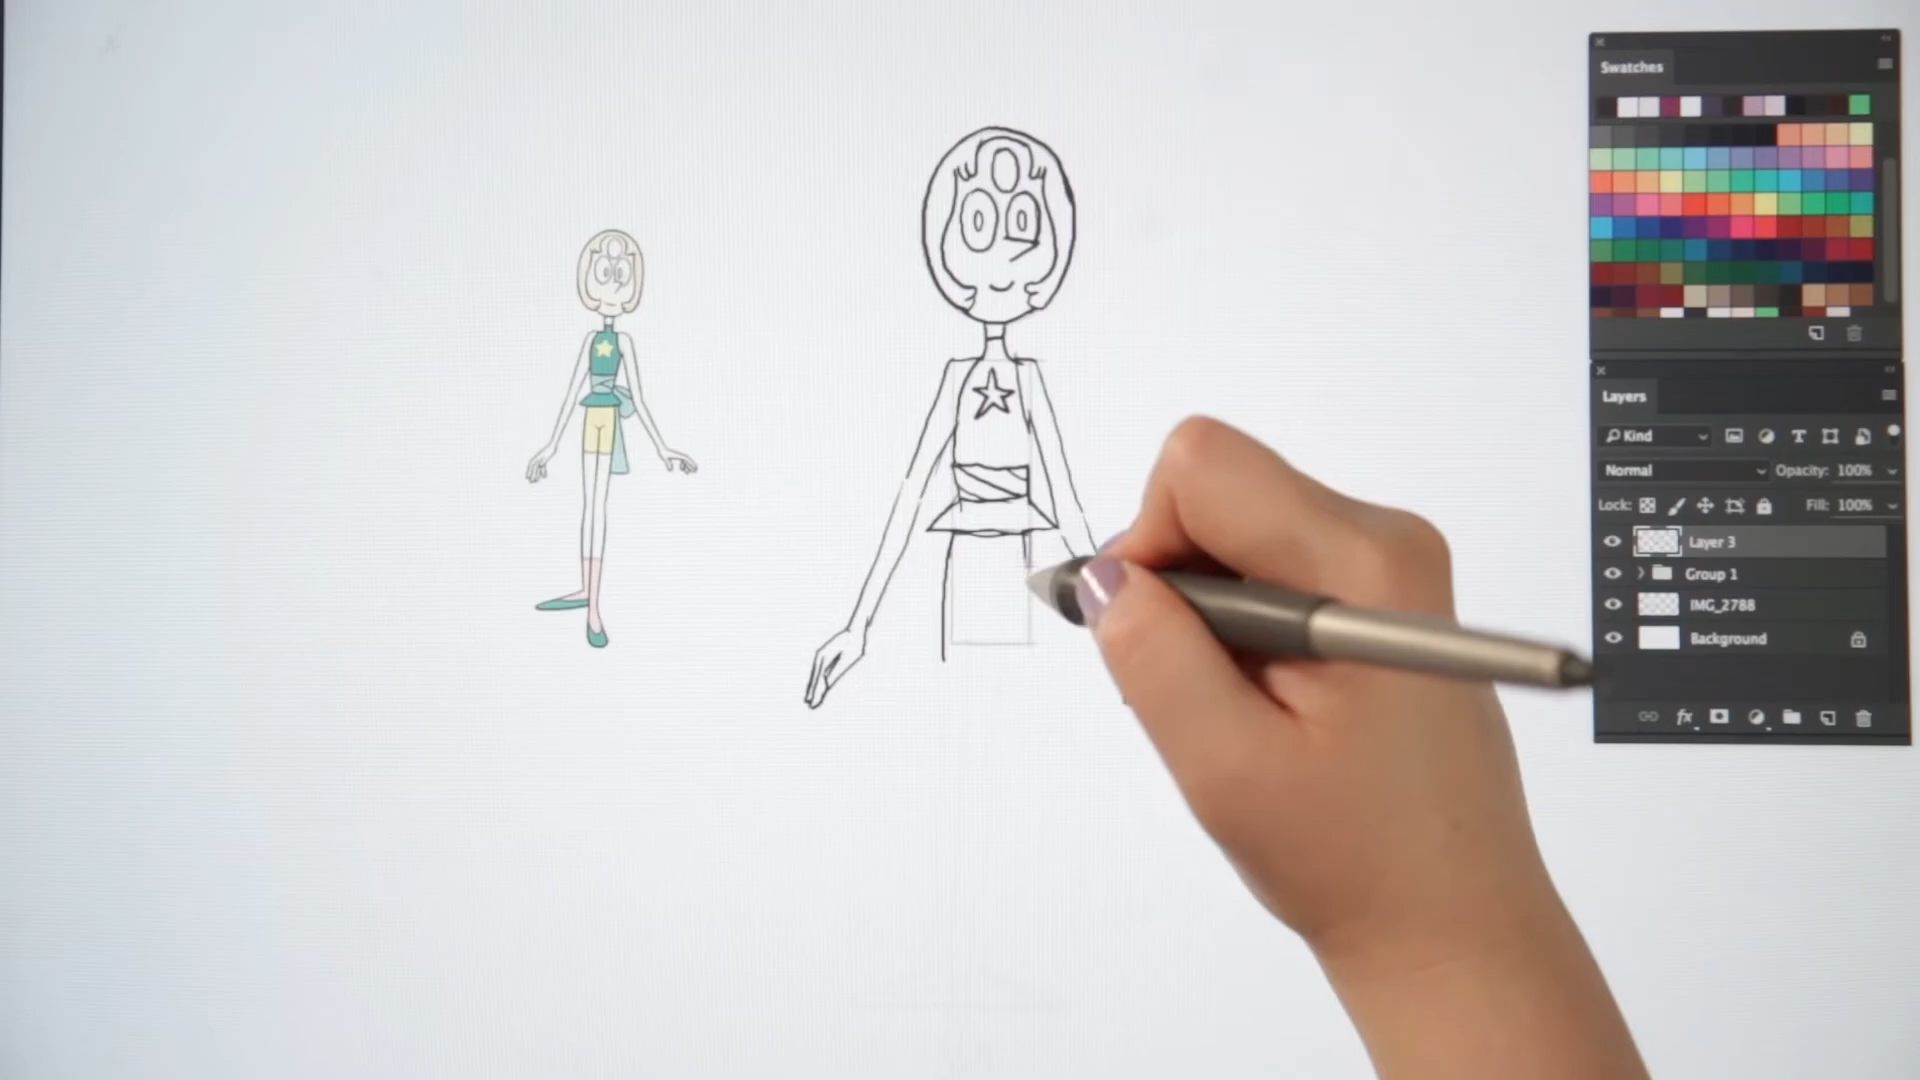 Swatches
Layers
Kind
Normal Opacity: 100%
Lock: Fill: 100%
Layer 3
Group 1
IMG_2788
Background
fx